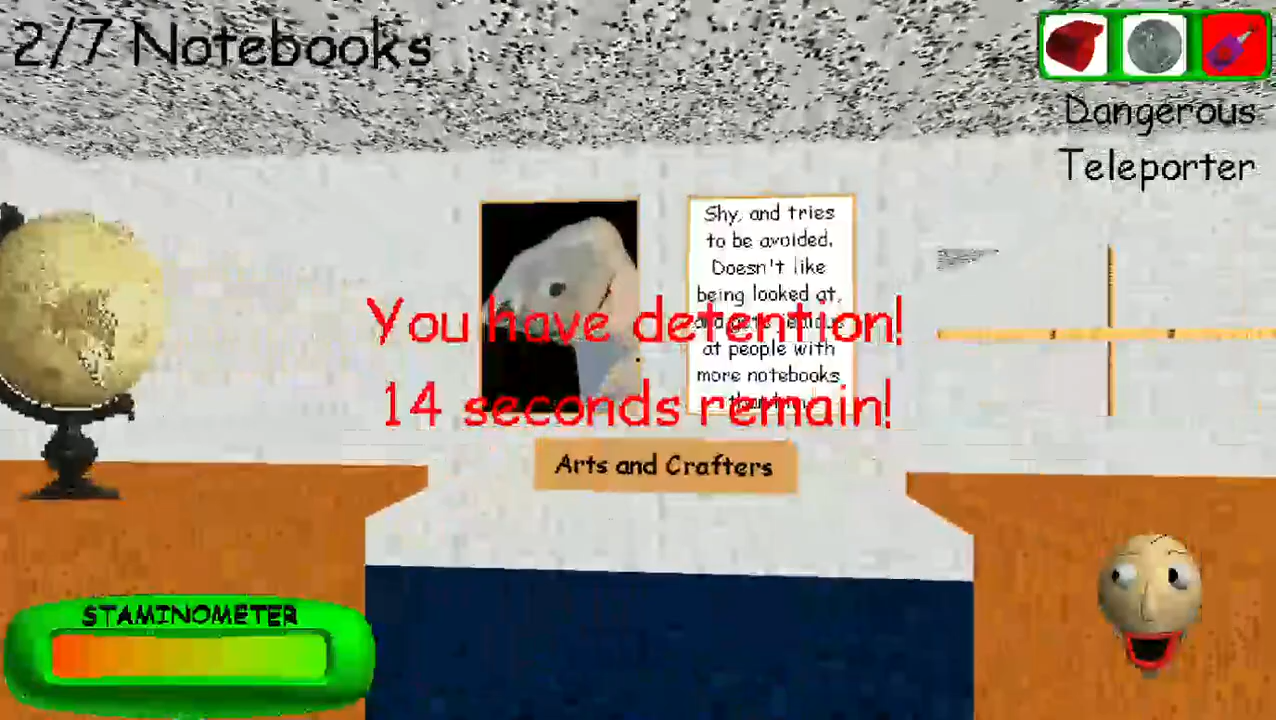 2/7 Notebooks
Dangerous
Teleporter
Shy, and tries
to be avoided.
Doesn't like
being looked at,
You have detention!
at people with
more notebooks
14 seconds remain!
Arts and Crafters
STAMINOMETER